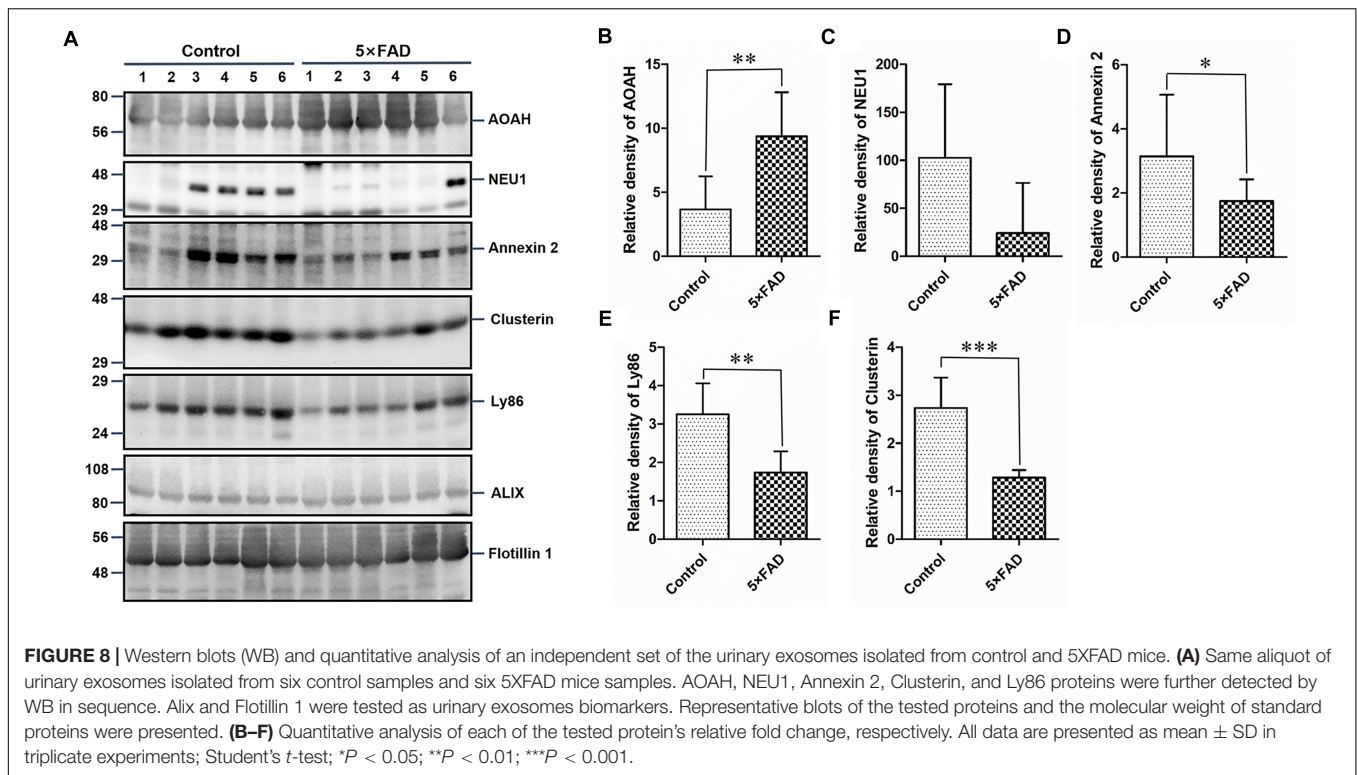 A
Control 5×FAD
1 2 3 4 5 6 1 2 3 4 5 6
80
56
AOAH
48
29
NEU1
48
29
Annexin 2
48
29
Clusterin
29
24
Ly86
108
80
ALIX
56
48
Flotillin 1
B
Relative density of AOAH
15
10
5
0
**
Control
5×FAD
C
Relative density of NEU1
200
150
100
50
0
Control
5×FAD
D
Relative density of Annexin 2
6
4
2
0
*
Control
5×FAD
E
Relative density of Ly86
5
4
3
2
1
0
**
Control
5×FAD
F
Relative density of Clusterin
4
3
2
1
0
***
Control
5×FAD
FIGURE 8 | Western blots (WB) and quantitative analysis of an independent set of the urinary exosomes isolated from control and 5XFAD mice. (A) Same aliquot of
urinary exosomes isolated from six control samples and six 5XFAD mice samples. AOAH, NEU1, Annexin 2, Clusterin, and Ly86 proteins were further detected by
WB in sequence. Alix and Flotillin 1 were tested as urinary exosomes biomarkers. Representative blots of the tested proteins and the molecular weight of standard
proteins were presented. (B–F) Quantitative analysis of each of the tested protein's relative fold change, respectively. All data are presented as mean ± SD in
triplicate experiments; Student's t-test; *P < 0.05; **P < 0.01; ***P < 0.001.